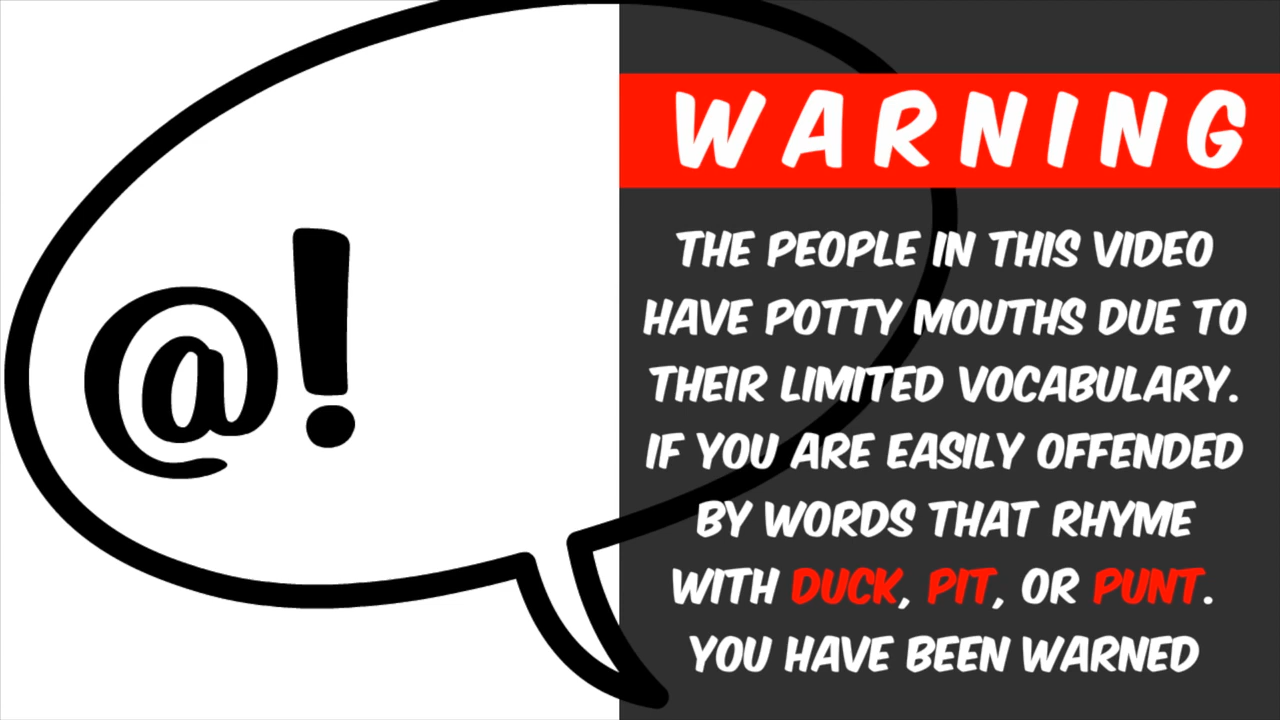 @!
WARNING
THE PEOPLE IN THIS VIDEO
HAVE POTTY MOUTHS DUE TO
THEIR LIMITED VOCABULARY.
IF YOU ARE EASILY OFFENDED
BY WORDS THAT RHYME
WITH DUCK, PIT, OR PUNT.
YOU HAVE BEEN WARNED